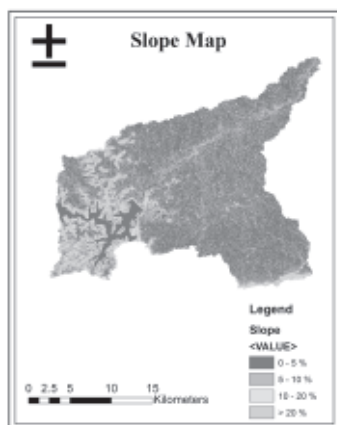 Slope Map
Legend
Slope
<VALUE>
0 - 5 %
5 - 10 %
10 - 20 %
> 20 %
0 2.5 5 10 15
Kilometers